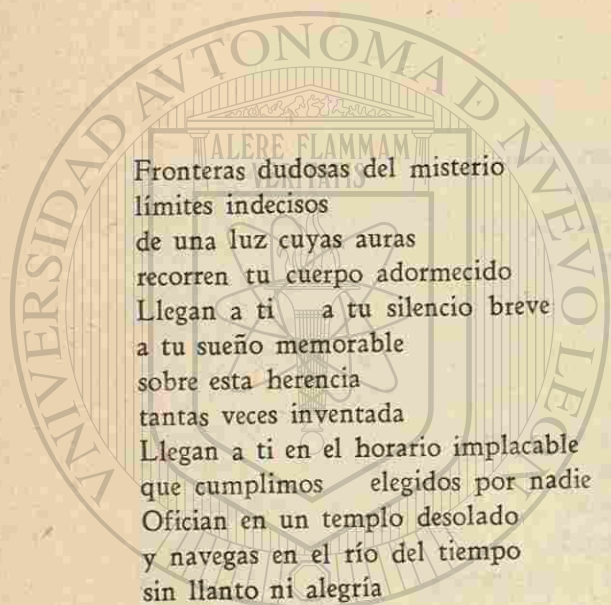 UNIVERSIDAD AUTONOMA DE NUEVO LEON
ALERE FLAMMAM
VERITATIS
Fronteras dudosas del misterio
límites indecisos
de una luz cuyas auras
recorren tu cuerpo adormecido
Llegan a ti a tu silencio breve
a tu sueño memorable
sobre esta herencia
tantas veces inventada
Llegan a ti en el horario implacable
que cumplimos elegidos por nadie
Ofician en un templo desolado
y navegas en el río del tiempo
sin llanto ni alegría